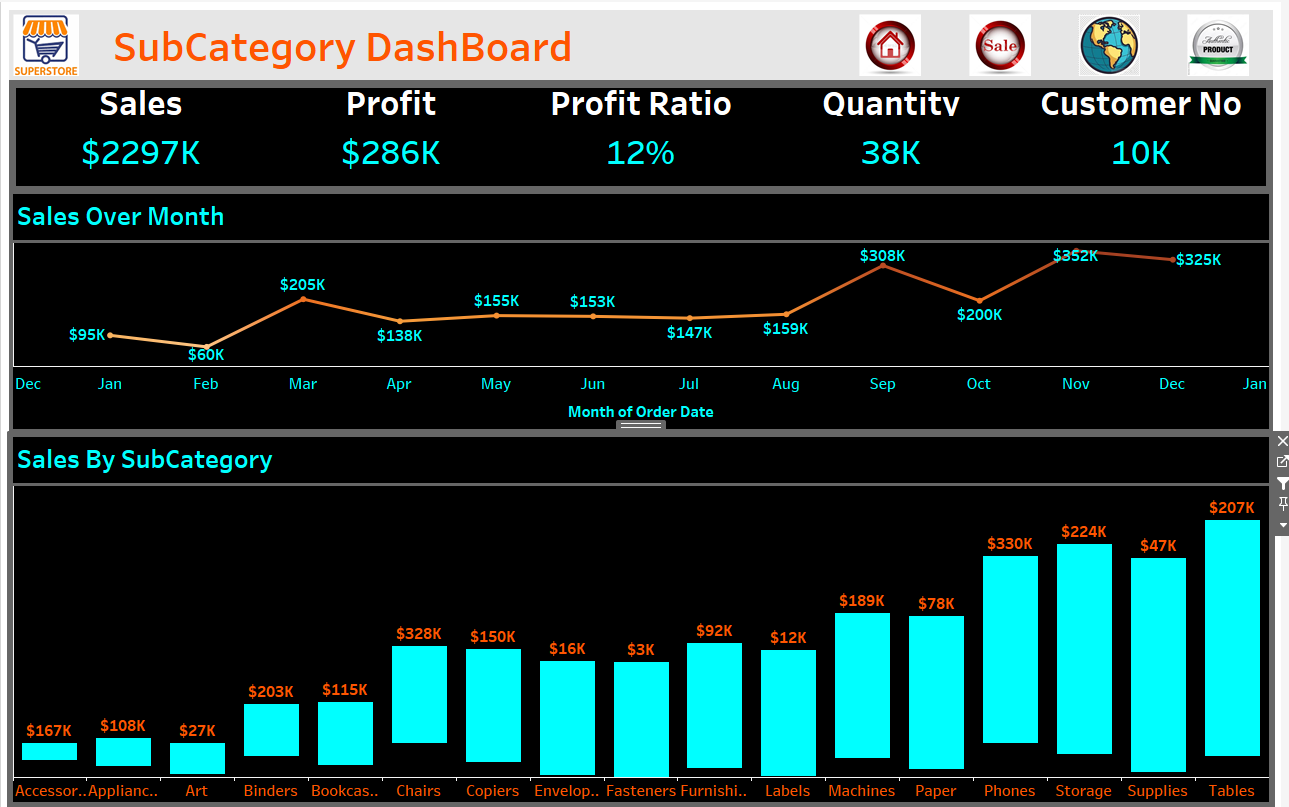 SUPERSTORE
SubCategory DashBoard
Sale
Authentic
PRODUCT
Sales Profit Profit Ratio Quantity Customer No
$2297K $286K 12% 38K 10K
Sales Over Month
$95K $60K $205K $138K $155K $153K $147K $159K $308K $200K $352K $325K
Dec Jan Feb Mar Apr May Jun Jul Aug Sep Oct Nov Dec Jan
Month of Order Date
Sales By SubCategory
$167K $108K $27K $203K $115K $328K $150K $16K $3K $92K $12K $189K $78K $330K $224K $47K $207K
Accessor.. Applianc.. Art Binders Bookcas.. Chairs Copiers Envelop.. Fasteners Furnishi.. Labels Machines Paper Phones Storage Supplies Tables